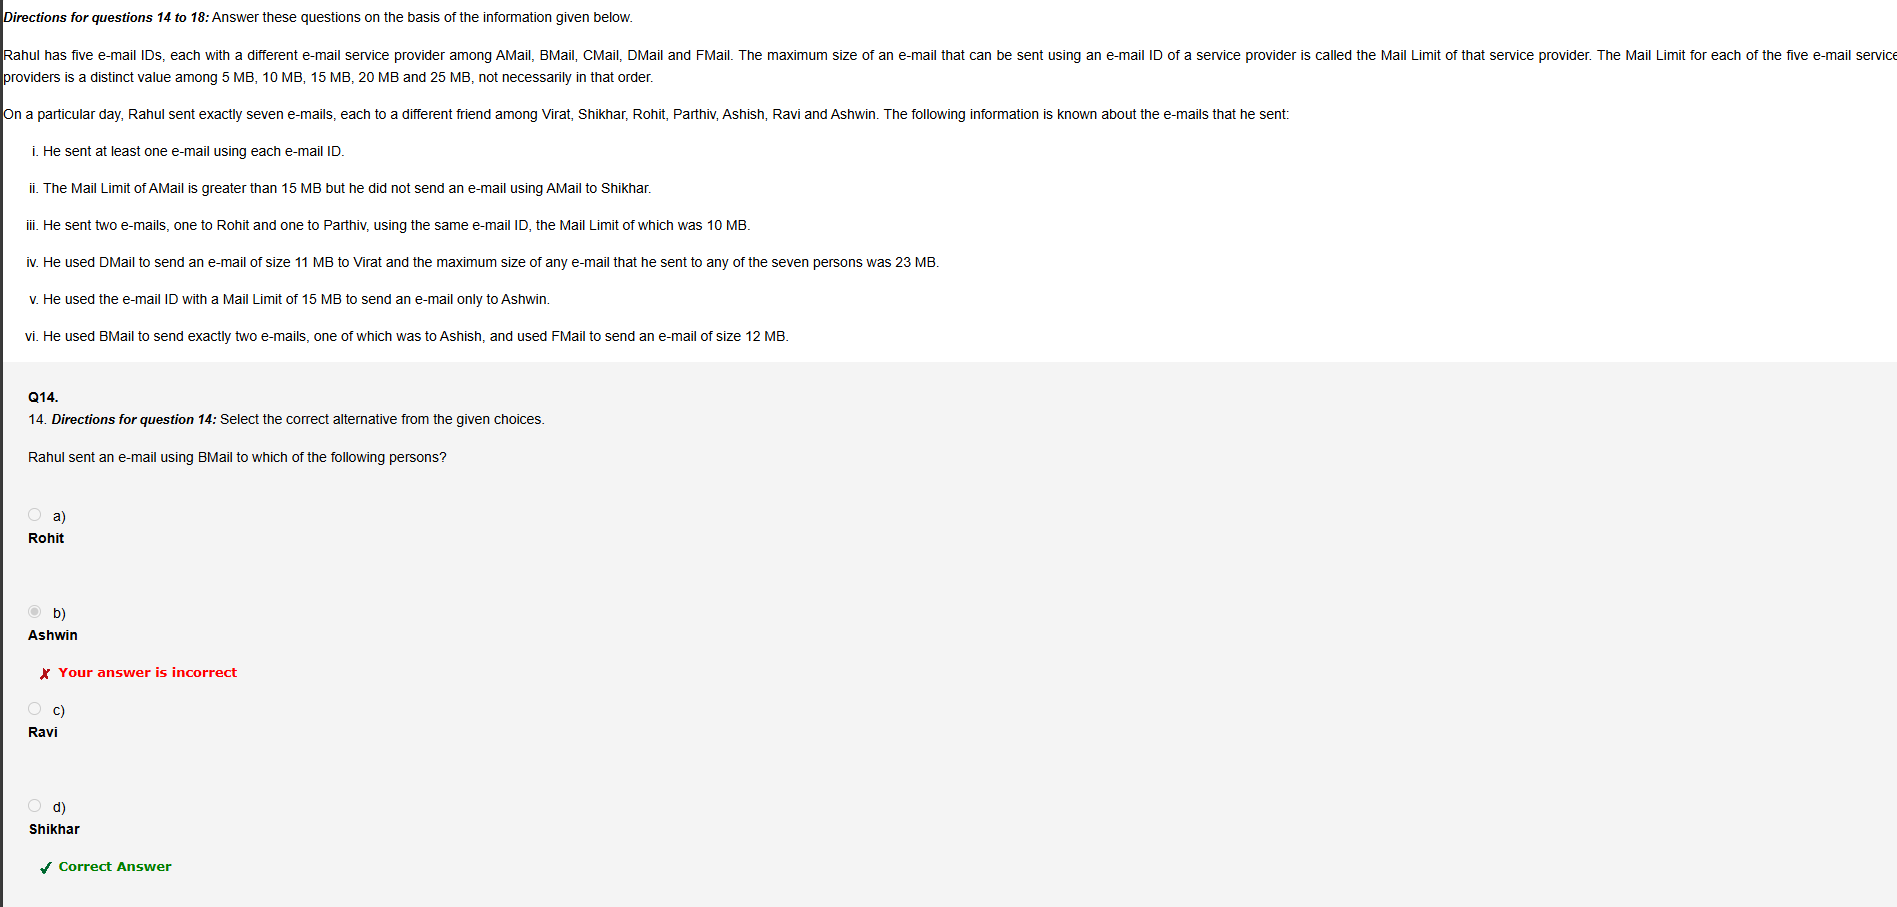 Directions for questions 14 to 18: Answer these questions on the basis of the information given below.
Rahul has five e-mail IDs, each with a different e-mail service provider among AMail, BMail, CMail, DMail and FMail. The maximum size of an e-mail that can be sent using an e-mail ID of a service provider is called the Mail Limit of that service provider. The Mail Limit for each of the five e-mail service
providers is a distinct value among 5 MB, 10 MB, 15 MB, 20 MB and 25 MB, not necessarily in that order.
On a particular day, Rahul sent exactly seven e-mails, each to a different friend among Virat, Shikhar, Rohit, Parthiv, Ashish, Ravi and Ashwin. The following information is known about the e-mails that he sent:
i. He sent at least one e-mail using each e-mail ID.
ii. The Mail Limit of AMail is greater than 15 MB but he did not send an e-mail using AMail to Shikhar.
iii. He sent two e-mails, one to Rohit and one to Parthiv, using the same e-mail ID, the Mail Limit of which was 10 MB.
iv. He used DMail to send an e-mail of size 11 MB to Virat and the maximum size of any e-mail that he sent to any of the seven persons was 23 MB.
v. He used the e-mail ID with a Mail Limit of 15 MB to send an e-mail only to Ashwin.
vi. He used BMail to send exactly two e-mails, one of which was to Ashish, and used FMail to send an e-mail of size 12 MB.
Q14.
14. Directions for question 14: Select the correct alternative from the given choices.
Rahul sent an e-mail using BMail to which of the following persons?
a)
Rohit
b)
Ashwin
✗ Your answer is incorrect
c)
Ravi
d)
Shikhar
✓ Correct Answer